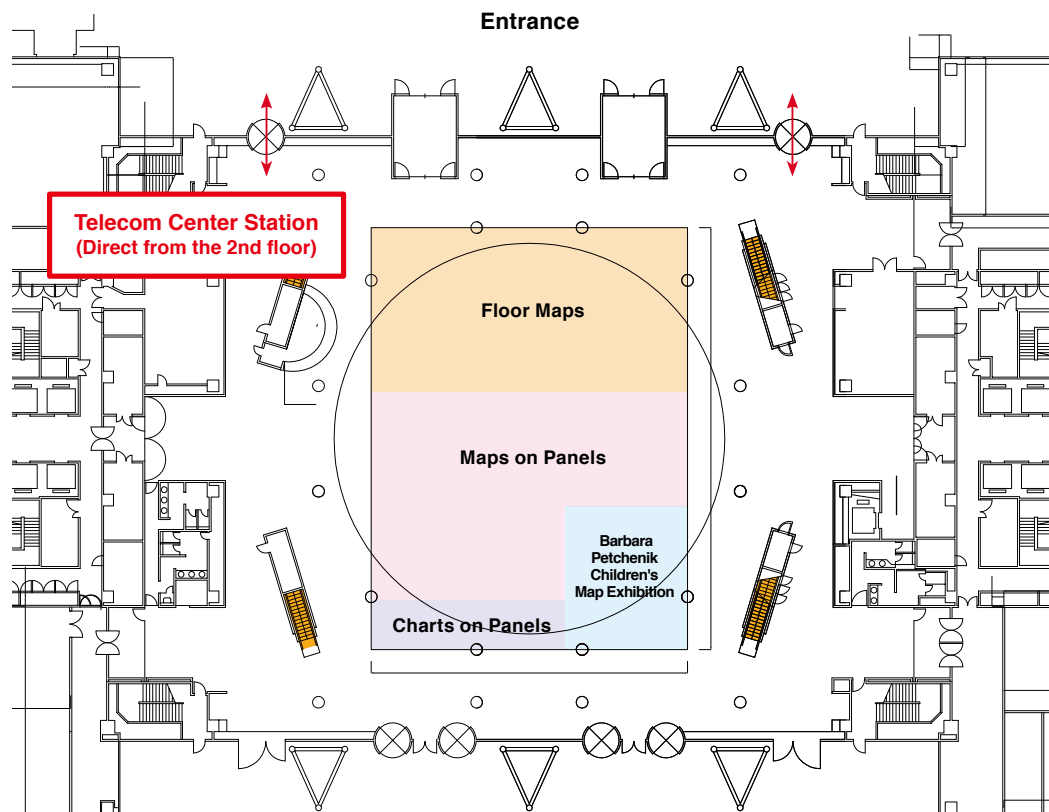 Entrance
Telecom Center Station
(Direct from the 2nd floor)
Floor Maps
Maps on Panels
Barbara
Petchenik
Children's
Map Exhibition
Charts on Panels